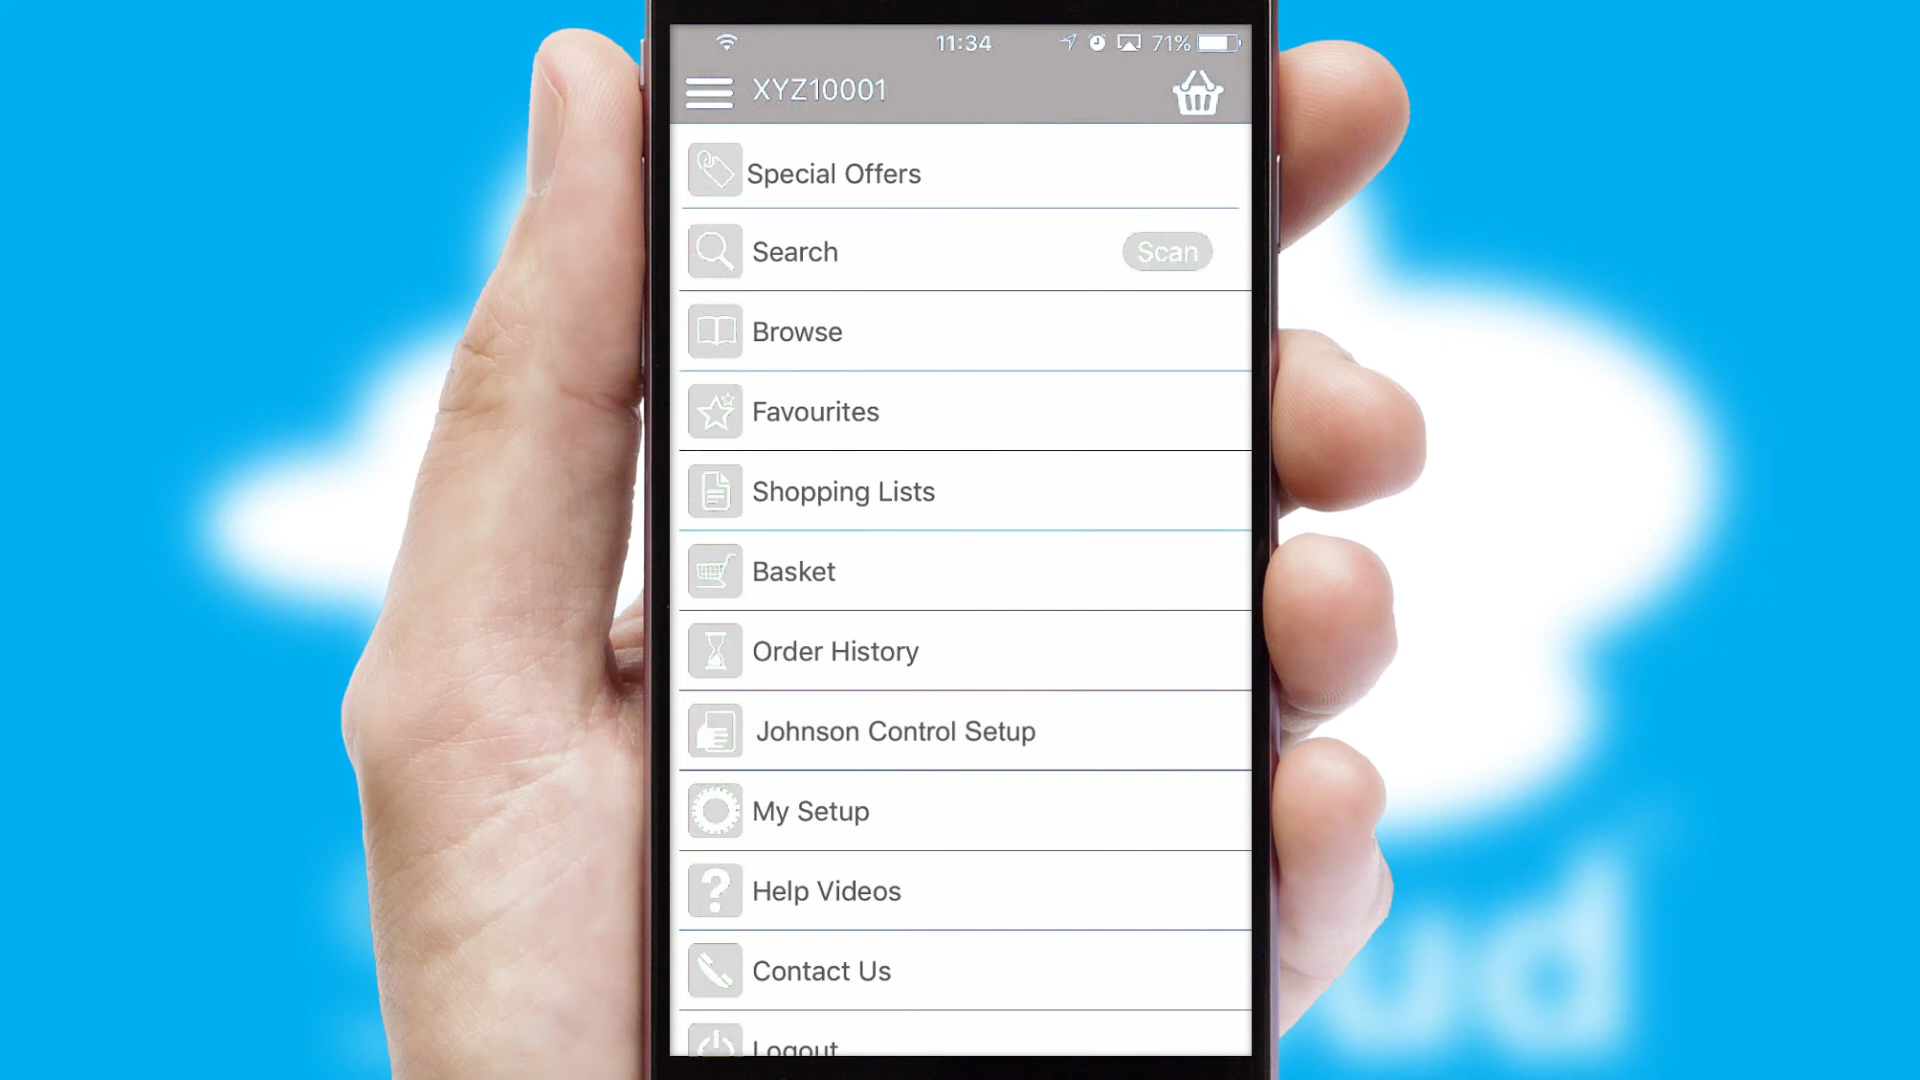 11:34 71%
XYZ10001
Special Offers
Search Scan
Browse
Favourites
Shopping Lists
Basket
Order History
Johnson Control Setup
My Setup
Help Videos
Contact Us
Logout
ud